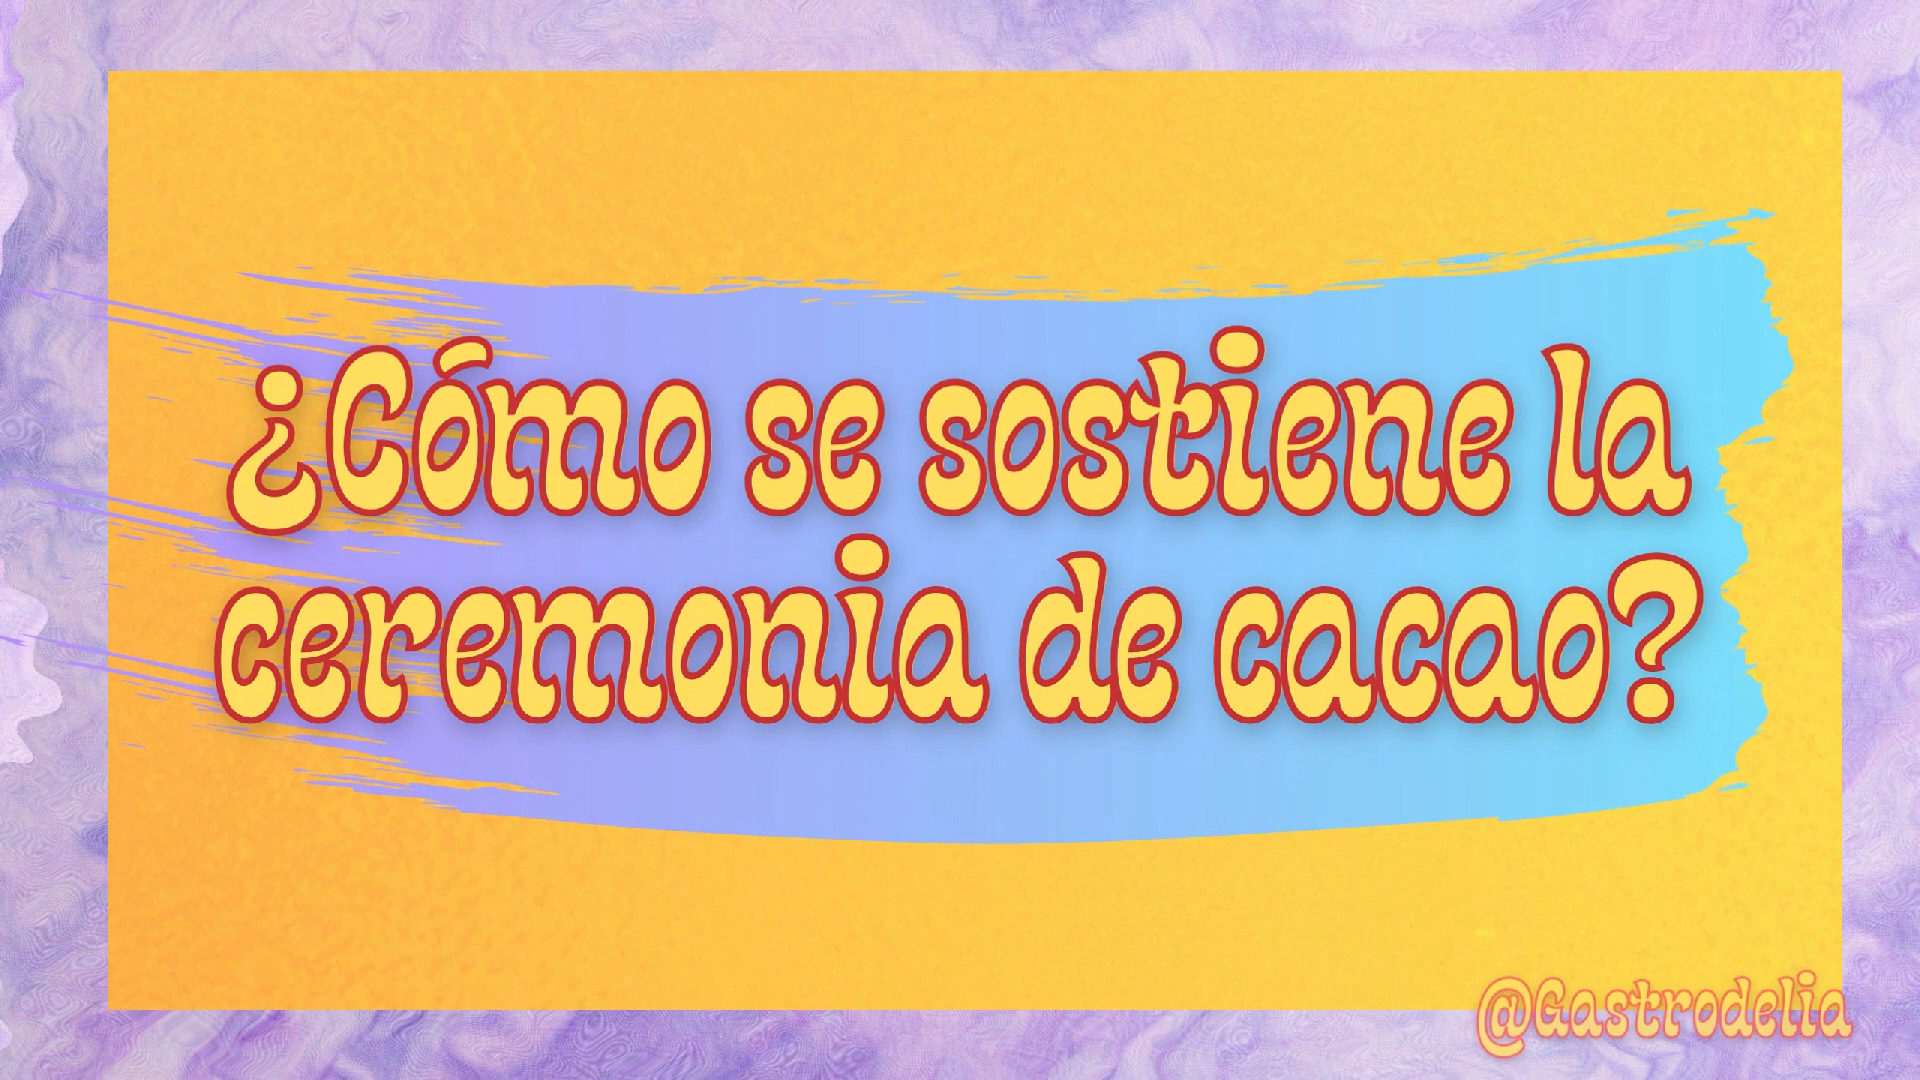 ¿Cómo se sostiene la
ceremonia de cacao?
@Gastrodelia